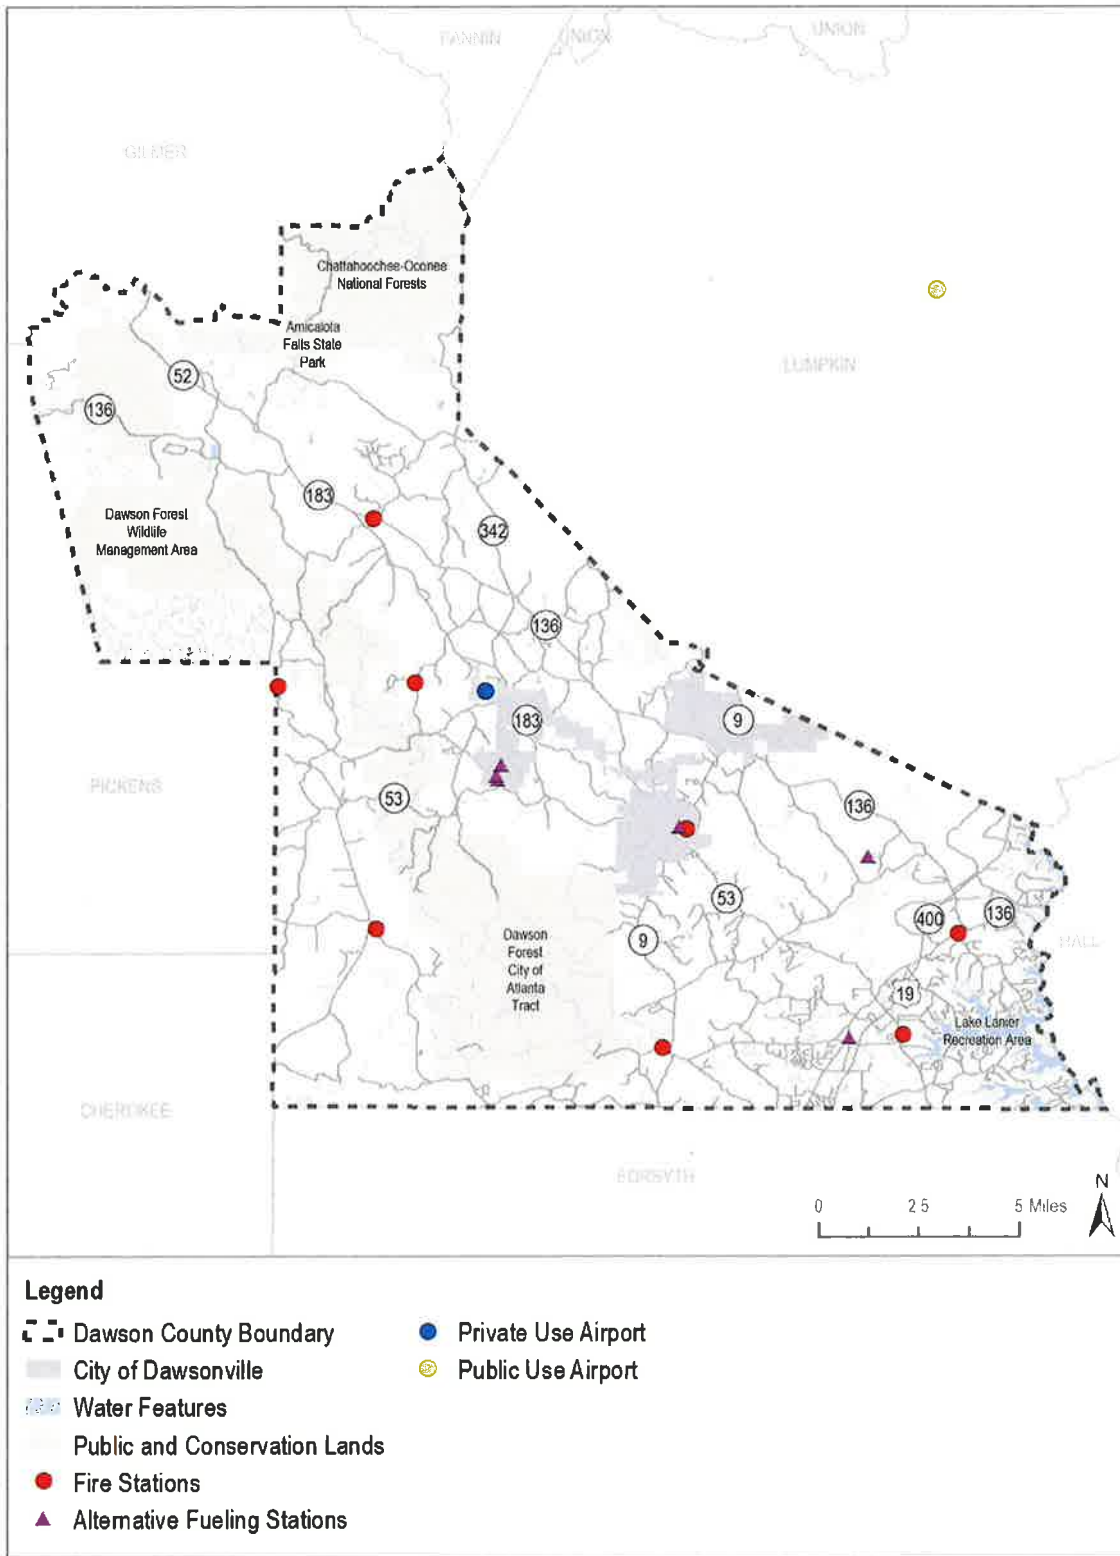 FANNIN
UNION
UNION
GILMER
Chattahoochee-Oconee
National Forests
Amicalola
Falls State
Park
LUMPKIN
52
136
183
Dawson Forest
Wildlife
Management Area
342
136
183
9
PICKENS
53
136
53
400
136
9
HALL
Dawson
Forest
City of
Atlanta
Tract
19
Lake Lanier
Recreation Area
CHEROKEE
FORSYTH
N
0 2.5 5 Miles
Legend
Dawson County Boundary
City of Dawsonville
Water Features
Public and Conservation Lands
Fire Stations
Alternative Fueling Stations
Private Use Airport
Public Use Airport